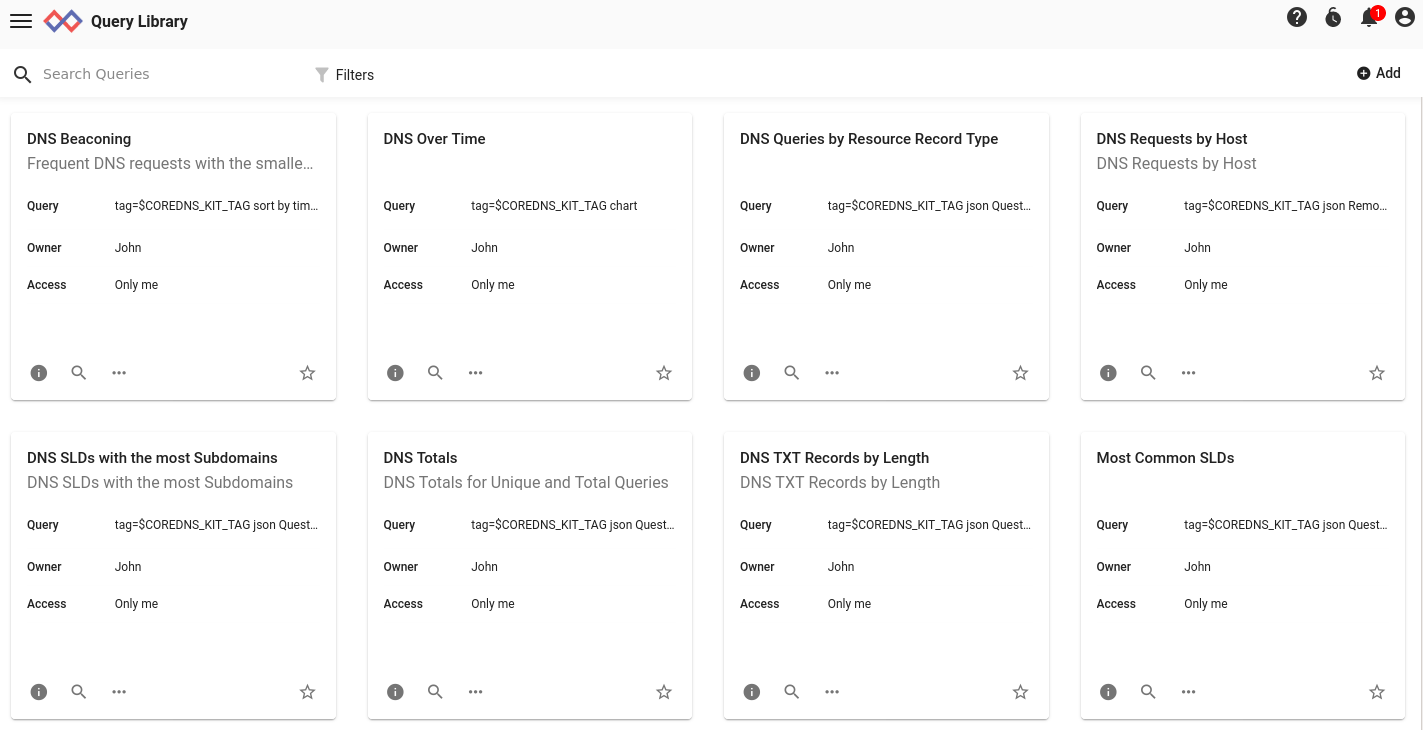 Query Library
1
Search Queries
Filters
Add
DNS Beaconing
Frequent DNS requests with the smalle…
Query tag=$COREDNS_KIT_TAG sort by tim…
Owner John
Access Only me
DNS Over Time
Query tag=$COREDNS_KIT_TAG chart
Owner John
Access Only me
DNS Queries by Resource Record Type
Query tag=$COREDNS_KIT_TAG json Quest…
Owner John
Access Only me
DNS Requests by Host
DNS Requests by Host
Query tag=$COREDNS_KIT_TAG json Remo…
Owner John
Access Only me
DNS SLDs with the most Subdomains
DNS SLDs with the most Subdomains
Query tag=$COREDNS_KIT_TAG json Quest…
Owner John
Access Only me
DNS Totals
DNS Totals for Unique and Total Queries
Query tag=$COREDNS_KIT_TAG json Quest…
Owner John
Access Only me
DNS TXT Records by Length
DNS TXT Records by Length
Query tag=$COREDNS_KIT_TAG json Quest…
Owner John
Access Only me
Most Common SLDs
Query tag=$COREDNS_KIT_TAG json Quest…
Owner John
Access Only me